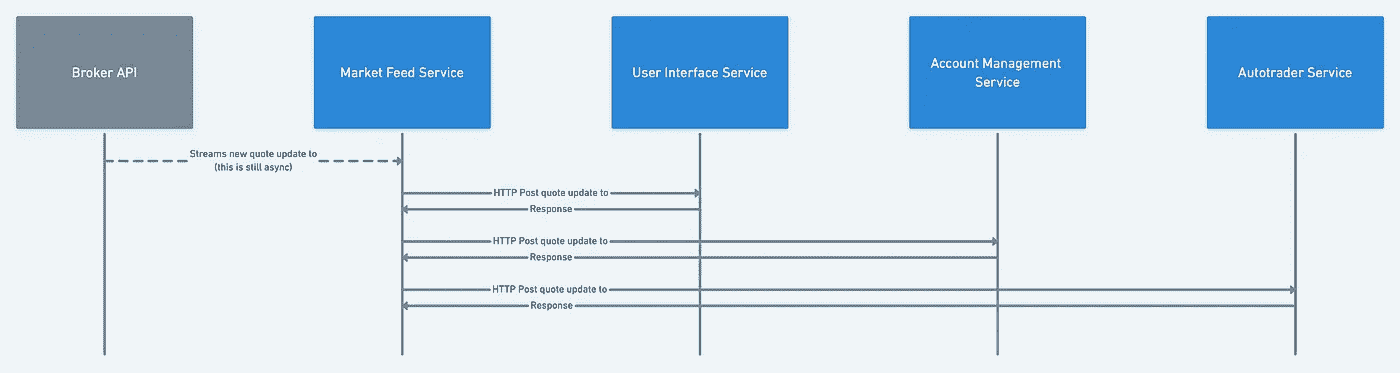 Broker API
Market Feed Service
User Interface Service
Account Management
Service
Autotrader Service
Streams new quote update to
(this is still async)
HTTP Post quote update to
Response
HTTP Post quote update to
Response
HTTP Post quote update to
Response